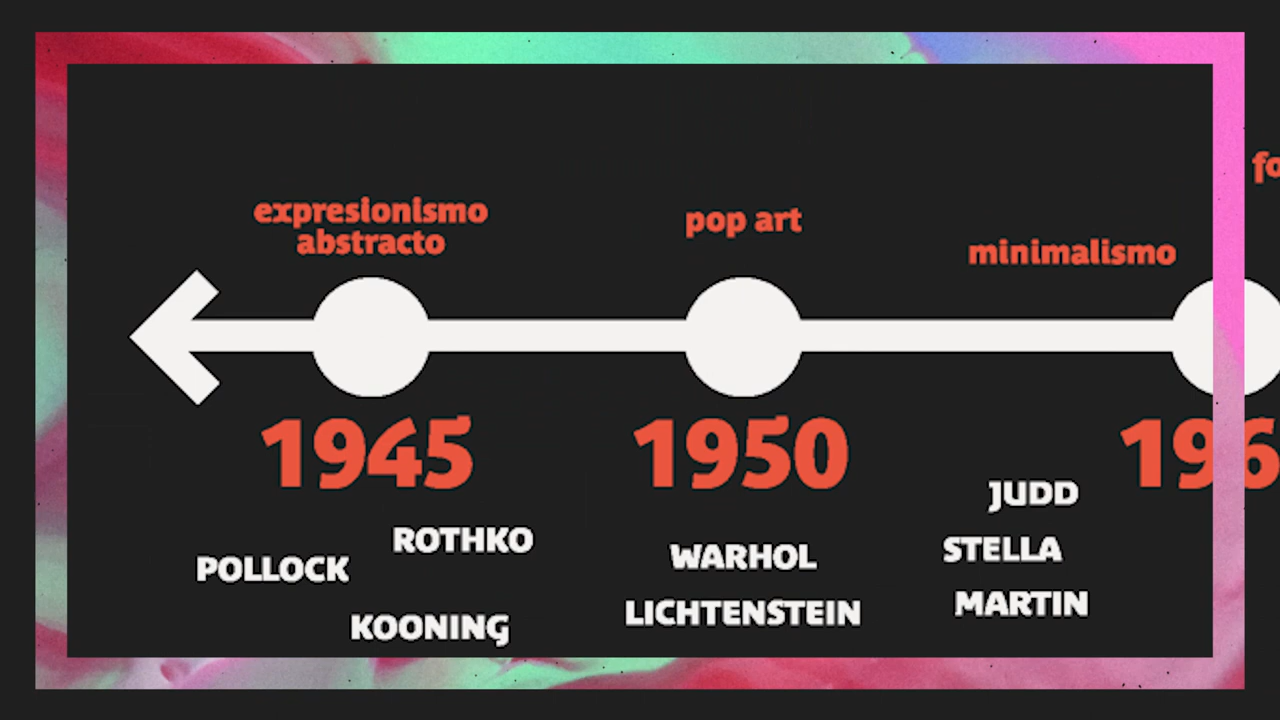 expresionismo
abstracto
pop art
minimalismo
1945
1950
JUDD
ROTHKO
STELLA
POLLOCK
WARHOL
MARTIN
LICHTENSTEIN
KOONING